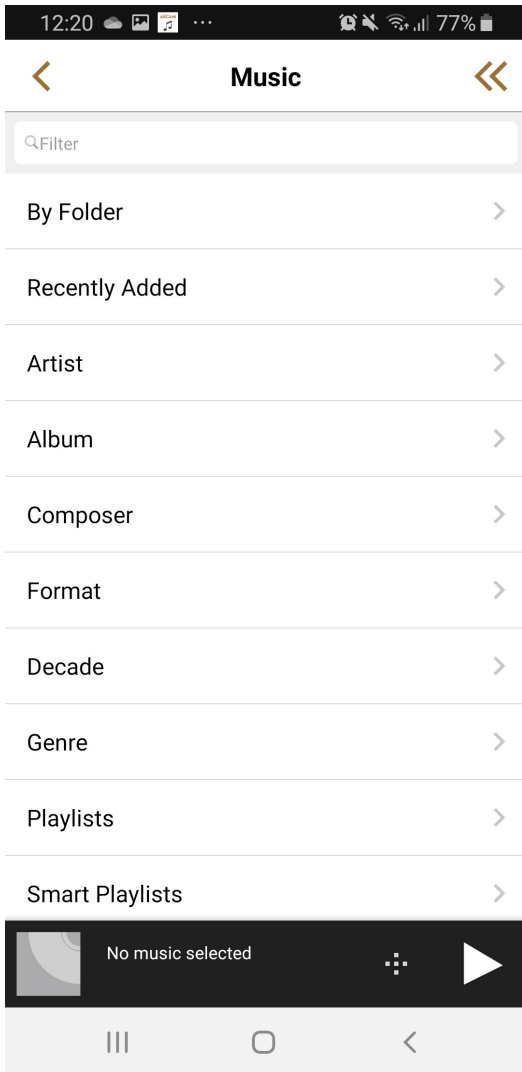 12:20 ARCAM ... 77%
Music
Filter
By Folder
Recently Added
Artist
Album
Composer
Format
Decade
Genre
Playlists
Smart Playlists
No music selected